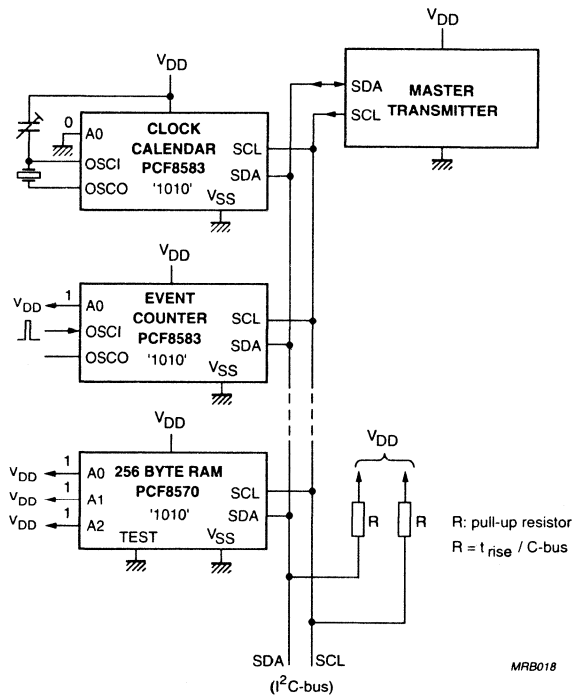 VDD
SDA
SCL
MASTER
TRANSMITTER
VDD
0
A0
OSCI
OSCO
CLOCK
CALENDAR
PCF8583
'1010'
SCL
SDA
VSS
VDD
VDD
1
A0
OSCI
OSCO
EVENT
COUNTER
PCF8583
'1010'
SCL
SDA
VSS
VDD
VDD
1
A0
VDD
1
A1
VDD
1
A2
256 BYTE RAM
PCF8570
'1010'
TEST
SCL
SDA
VSS
VDD
R
R
R: pull-up resistor
R = t rise / C-bus
SDA
SCL
(I²C-bus)
MRB018